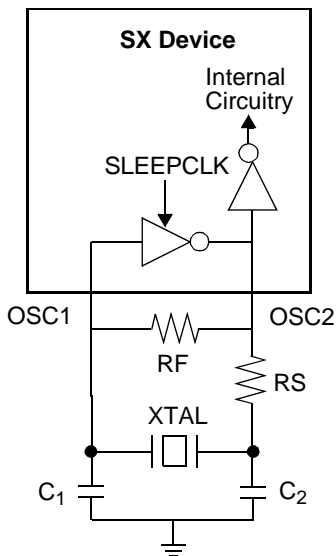 SX Device
Internal
Circuitry
SLEEPCLK
OSC1
OSC2
RF
RS
XTAL
C1
C2